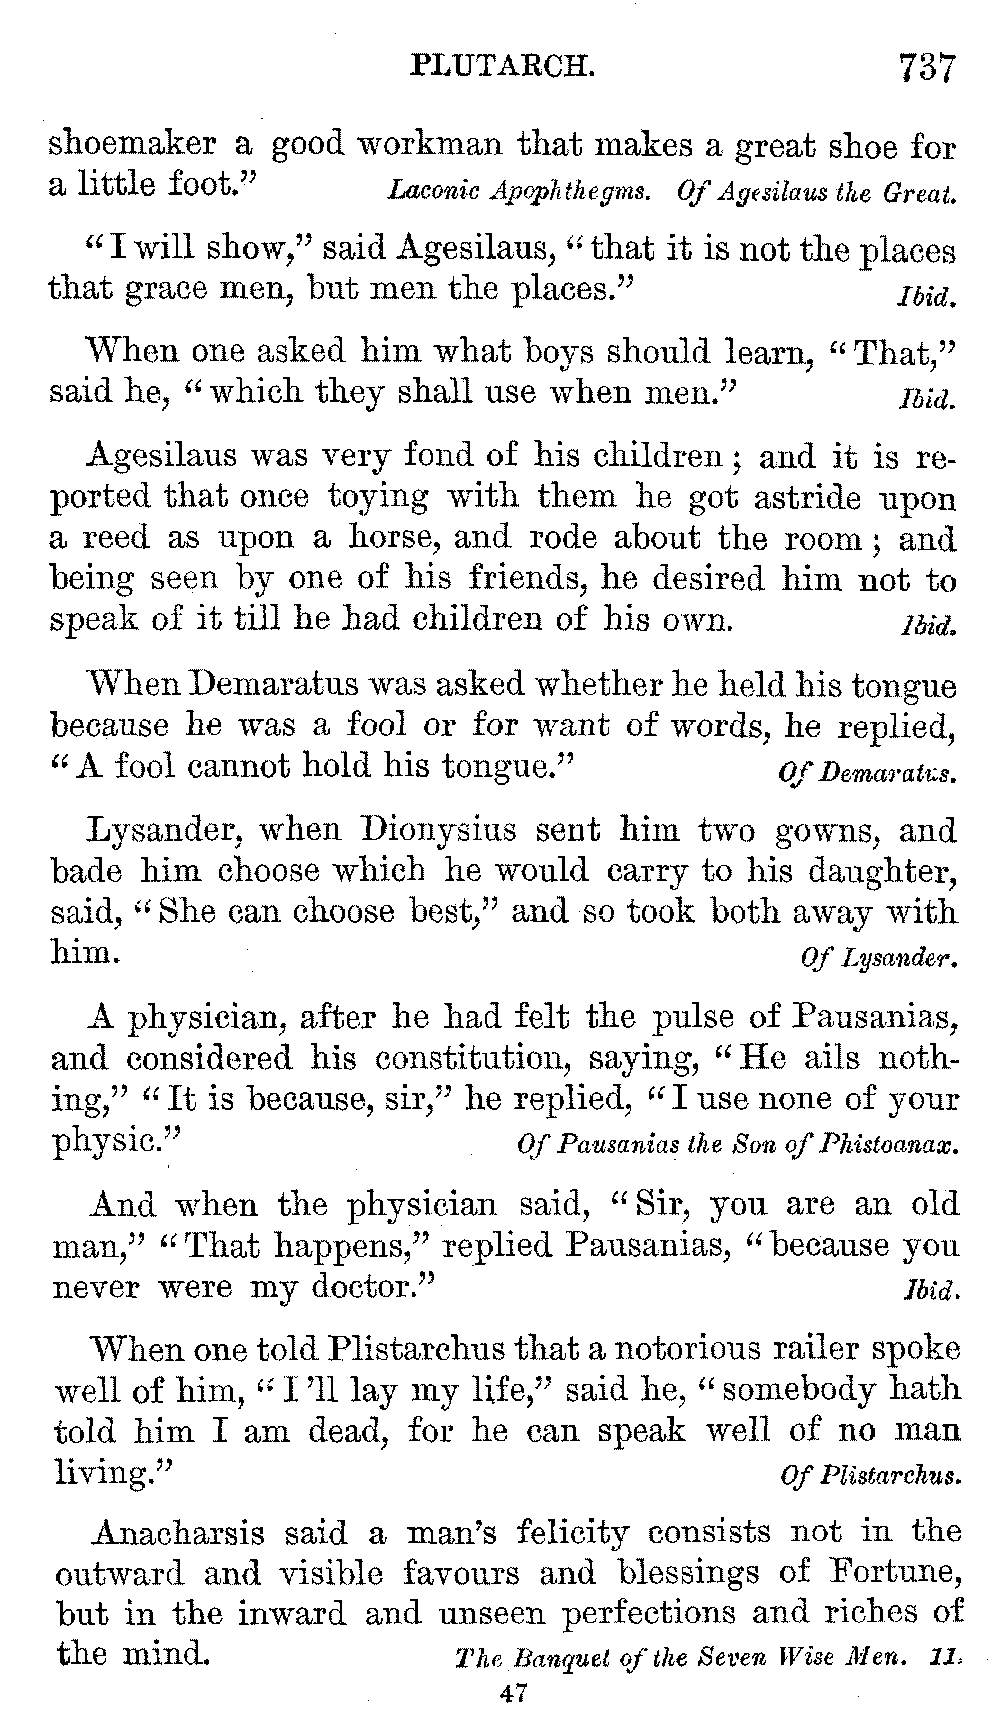 PLUTARCH. 737
shoemaker a good workman that makes a great shoe for
a little foot.” Laconic Apophthegms. Of Agesilaus the Great.
“I will show,” said Agesilaus, “that it is not the places
that grace men, but men the places.” Ibid.
When one asked him what boys should learn, “That,”
said he, “which they shall use when men.” Ibid.
Agesilaus was very fond of his children; and it is re-
ported that once toying with them he got astride upon
a reed as upon a horse, and rode about the room; and
being seen by one of his friends, he desired him not to
speak of it till he had children of his own. Ibid.
When Demaratus was asked whether he held his tongue
because he was a fool or for want of words, he replied,
“A fool cannot hold his tongue.” Of Demaratus.
Lysander, when Dionysius sent him two gowns, and
bade him choose which he would carry to his daughter,
said, “She can choose best,” and so took both away with
him. Of Lysander.
A physician, after he had felt the pulse of Pausanias,
and considered his constitution, saying, “He ails noth-
ing,” “It is because, sir,” he replied, “I use none of your
physic.” Of Pausanias the Son of Phistoanax.
And when the physician said, “Sir, you are an old
man,” “That happens,” replied Pausanias, “because you
never were my doctor.” Ibid.
When one told Plistarchus that a notorious railer spoke
well of him, “I ’ll lay my life,” said he, “somebody hath
told him I am dead, for he can speak well of no man
living.” Of Plistarchus.
Anacharsis said a man’s felicity consists not in the
outward and visible favours and blessings of Fortune,
but in the inward and unseen perfections and riches of
the mind. The Banquet of the Seven Wise Men. 11.
47